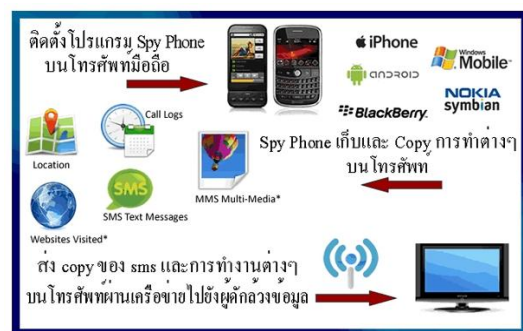 ติดตั้งโปรแกรม Spy Phone
บนโทรศัพท์มือถือ
iPhone
Windows
Mobile
ANDROID
BlackBerry
NOKIA
symbian
Call Logs
Location
SMS
SMS Text Messages
MMS Multi-Media*
Websites Visited*
Spy Phone เก็บและ Copy การทำต่างๆ
บนโทรศัพท์
ส่ง copy ของ sms และการทำงานต่างๆ
บนโทรศัพท์ผ่านเครือข่ายไปยังผู้ดักล้วงข้อมูล